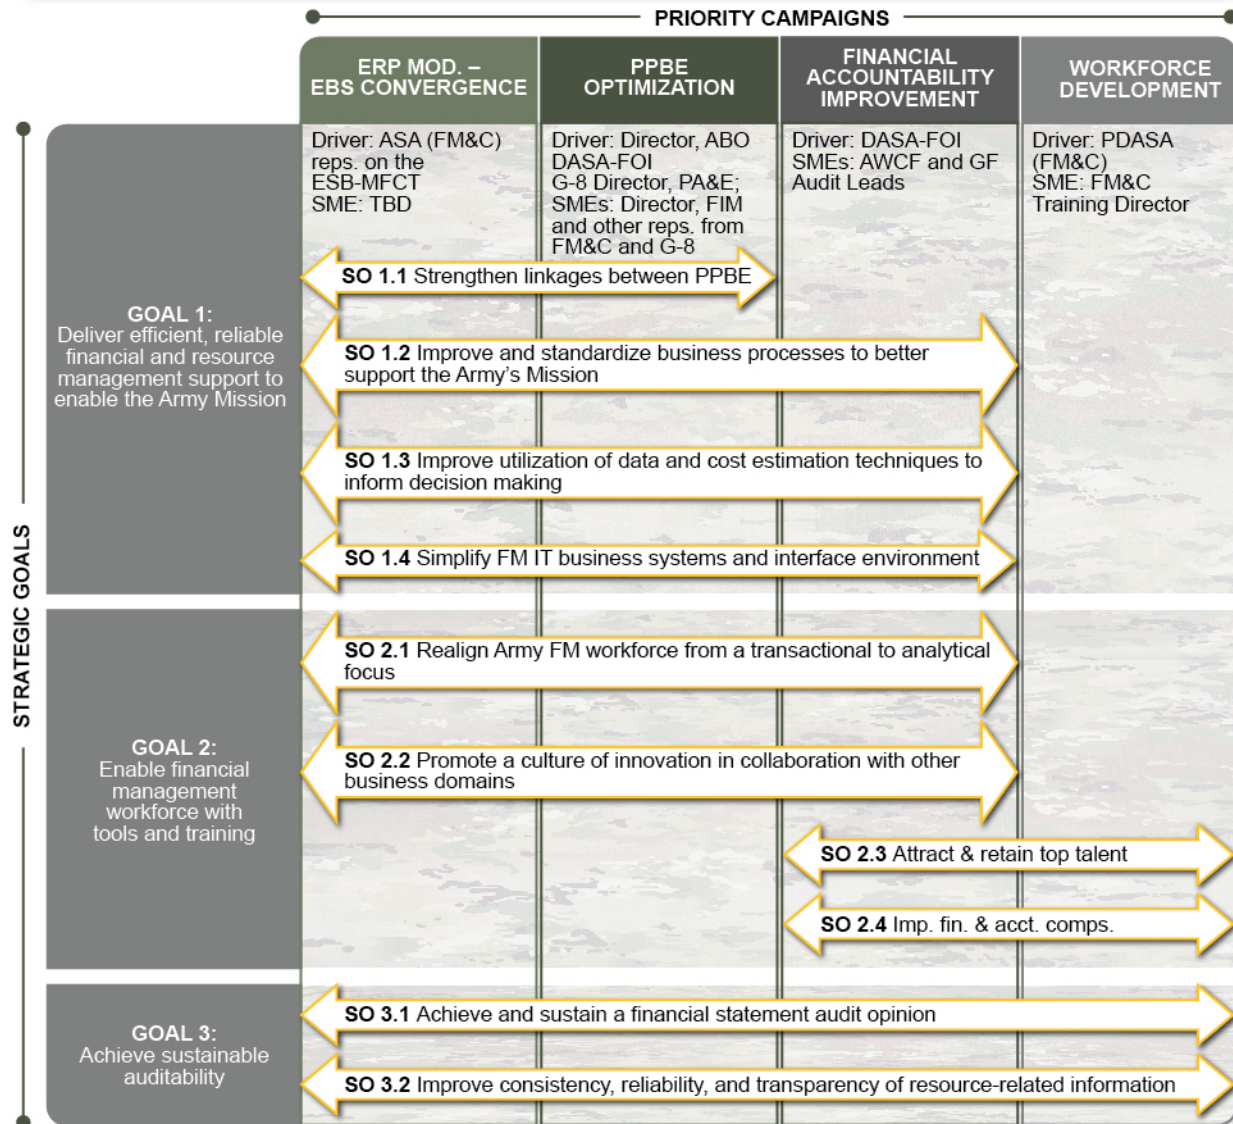 PRIORITY CAMPAIGNS
ERP MOD. –
EBS CONVERGENCE
PPBE
OPTIMIZATION
FINANCIAL
ACCOUNTABILITY
IMPROVEMENT
WORKFORCE
DEVELOPMENT
STRATEGIC GOALS
Driver: ASA (FM&C)
reps. on the
ESB-MFCT
SME: TBD
Driver: Director, ABO
DASA-FOI
G-8 Director, PA&E;
SMEs: Director, FIM
and other reps. from
FM&C and G-8
Driver: DASA-FOI
SMEs: AWCF and GF
Audit Leads
Driver: PDASA
(FM&C)
SME: FM&C
Training Director
GOAL 1:
Deliver efficient, reliable
financial and resource
management support to
enable the Army Mission
SO 1.1 Strengthen linkages between PPBE
SO 1.2 Improve and standardize business processes to better
support the Army's Mission
SO 1.3 Improve utilization of data and cost estimation techniques to
inform decision making
SO 1.4 Simplify FM IT business systems and interface environment
GOAL 2:
Enable financial
management
workforce with
tools and training
SO 2.1 Realign Army FM workforce from a transactional to analytical
focus
SO 2.2 Promote a culture of innovation in collaboration with other
business domains
SO 2.3 Attract & retain top talent
SO 2.4 Imp. fin. & acct. comps.
GOAL 3:
Achieve sustainable
auditability
SO 3.1 Achieve and sustain a financial statement audit opinion
SO 3.2 Improve consistency, reliability, and transparency of resource-related information